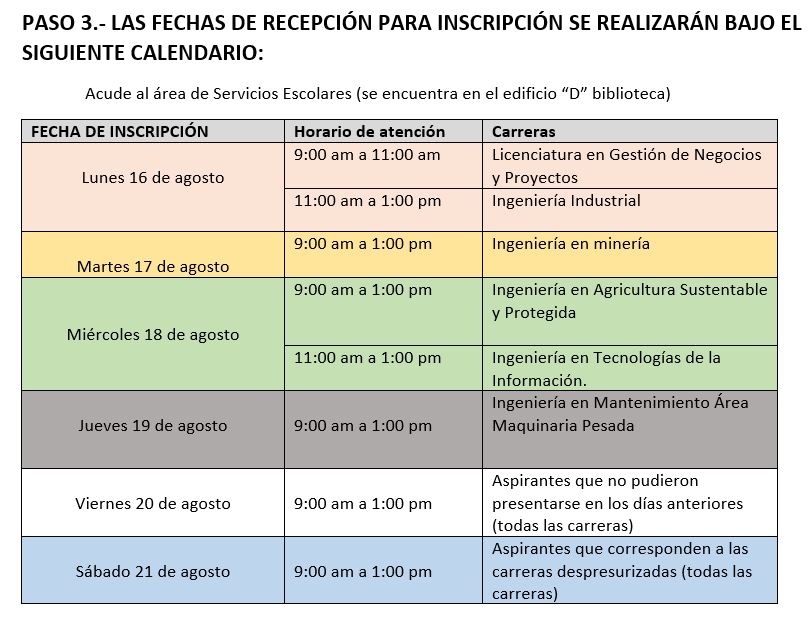 PASO 3.- LAS FECHAS DE RECEPCIÓN PARA INSCRIPCIÓN SE REALIZARÁN BAJO EL
SIGUIENTE CALENDARIO:
Acude al área de Servicios Escolares (se encuentra en el edificio “D” biblioteca)
FECHA DE INSCRIPCIÓN
Horario de atención
Carreras
Lunes 16 de agosto
9:00 am a 11:00 am
Licenciatura en Gestión de Negocios
y Proyectos
11:00 am a 1:00 pm
Ingeniería Industrial
Martes 17 de agosto
9:00 am a 1:00 pm
Ingeniería en minería
Miércoles 18 de agosto
9:00 am a 1:00 pm
Ingeniería en Agricultura Sustentable
y Protegida
11:00 am a 1:00 pm
Ingeniería en Tecnologías de la
Información.
Jueves 19 de agosto
9:00 am a 1:00 pm
Ingeniería en Mantenimiento Área
Maquinaria Pesada
Viernes 20 de agosto
9:00 am a 1:00 pm
Aspirantes que no pudieron
presentarse en los días anteriores
(todas las carreras)
Sábado 21 de agosto
9:00 am a 1:00 pm
Aspirantes que corresponden a las
carreras despresurizadas (todas las
carreras)